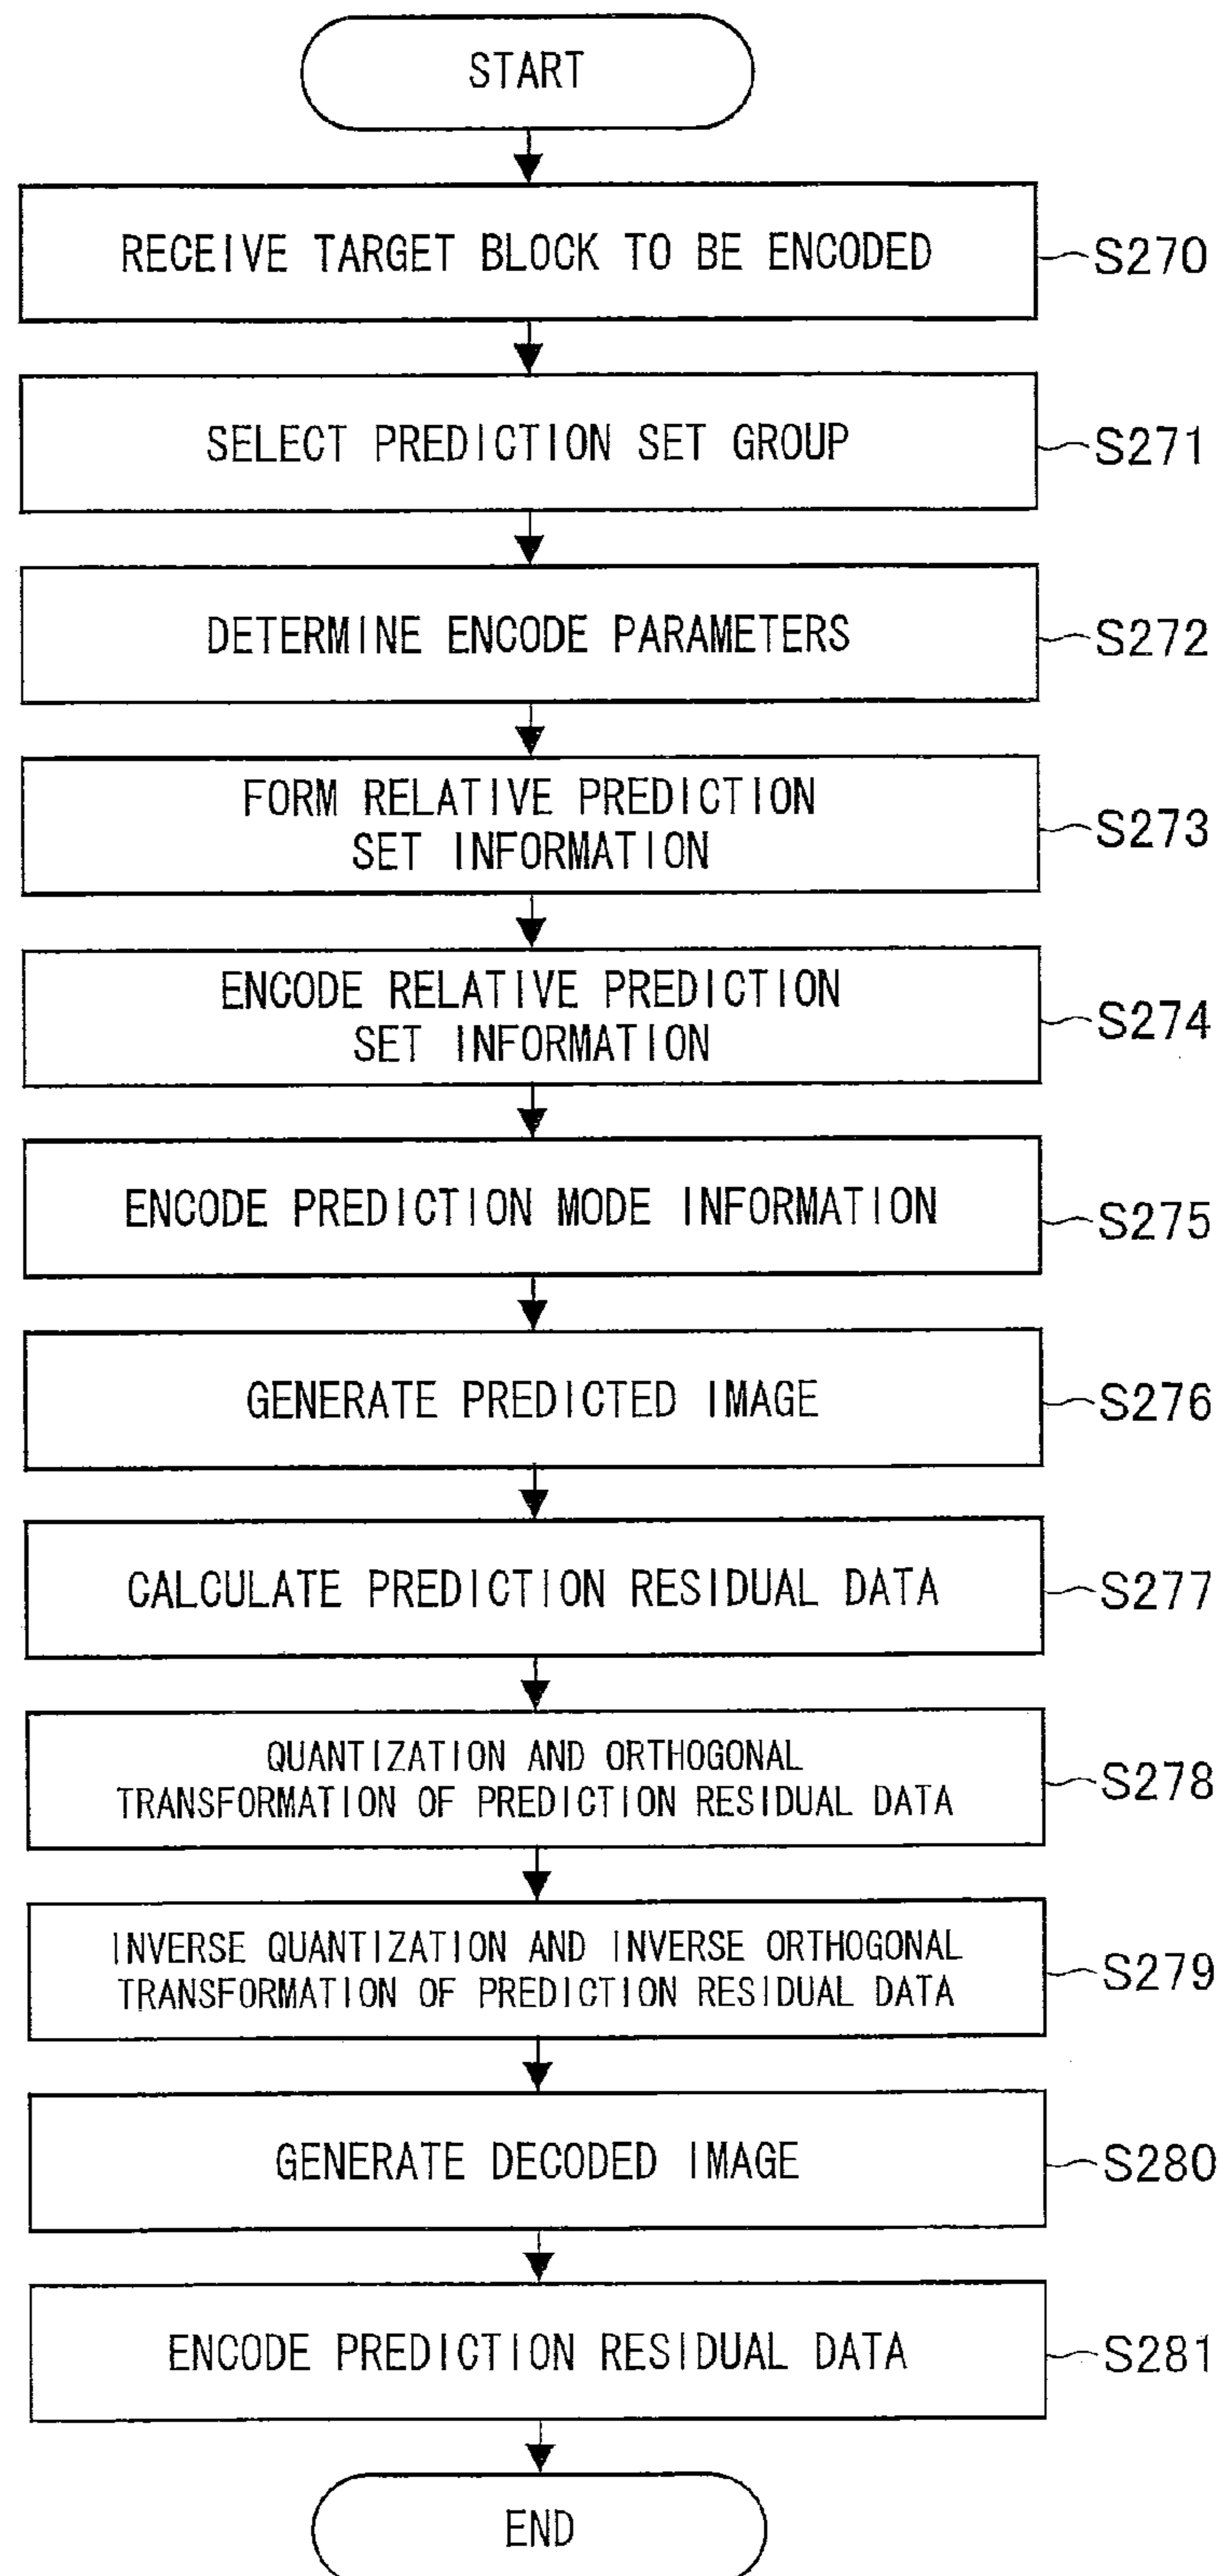 START
RECEIVE TARGET BLOCK TO BE ENCODED
S270
SELECT PREDICTION SET GROUP
S271
DETERMINE ENCODE PARAMETERS
S272
FORM RELATIVE PREDICTION
SET INFORMATION
S273
ENCODE RELATIVE PREDICTION
SET INFORMATION
S274
ENCODE PREDICTION MODE INFORMATION
S275
GENERATE PREDICTED IMAGE
S276
CALCULATE PREDICTION RESIDUAL DATA
S277
QUANTIZATION AND ORTHOGONAL
TRANSFORMATION OF PREDICTION RESIDUAL DATA
S278
INVERSE QUANTIZATION AND INVERSE ORTHOGONAL
TRANSFORMATION OF PREDICTION RESIDUAL DATA
S279
GENERATE DECODED IMAGE
S280
ENCODE PREDICTION RESIDUAL DATA
S281
END